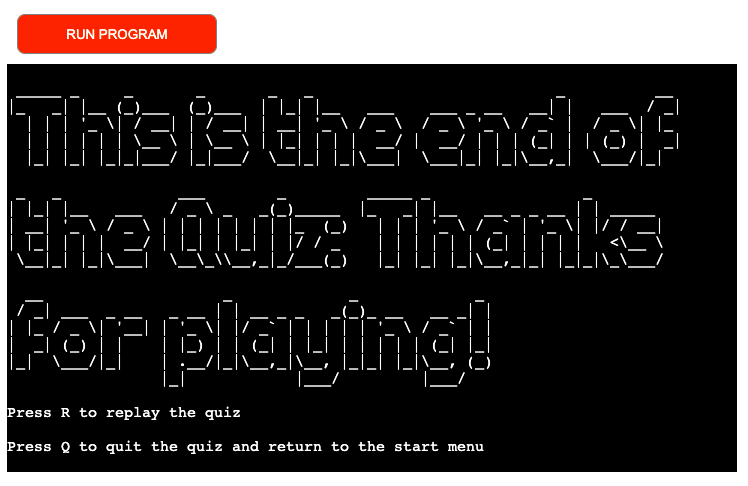 RUN PROGRAM
This is the end of
the Quiz: Thanks
for playing!
Press R to replay the quiz
Press Q to quit the quiz and return to the start menu